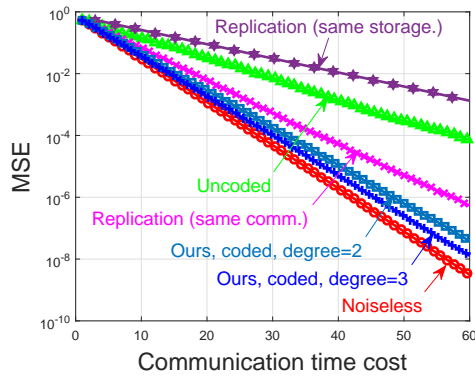 10^0
Replication (same storage.)
10^-2
10^-4
MSE
Uncoded
10^-6
Replication (same comm.)
Ours, coded, degree=2
10^-8
Ours, coded, degree=3
Noiseless
10^-10
0 10 20 30 40 50 60
Communication time cost